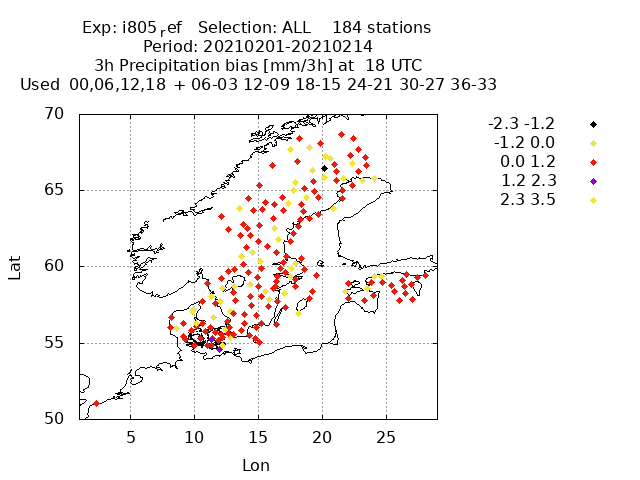 Exp: i805ref   Selection: ALL    184 stations
Period: 20210201-20210214
3h Precipitation bias [mm/3h] at  18 UTC
Used  00,06,12,18  + 06-03 12-09 18-15 24-21 30-27 36-33
-2.3 -1.2
-1.2 0.0
0.0 1.2
1.2 2.3
2.3 3.5
70
65
60
55
50
Lat
5 10 15 20 25
Lon